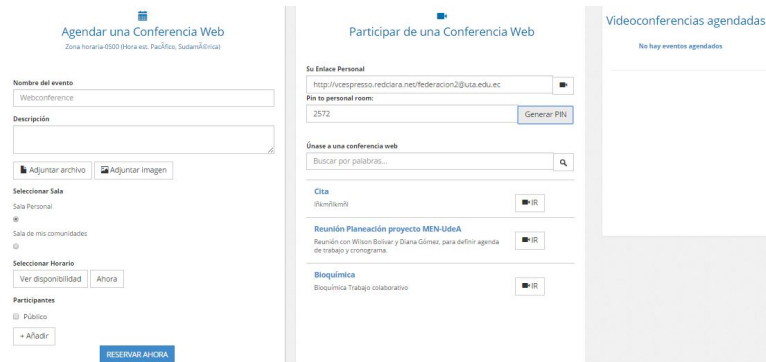 Agendar una Conferencia Web
Zona horaria-0500 (Hora est. PacÃ­fico, SudamÃ©rica)
Nombre del evento
Webconference
Descripción
Adjuntar archivo
Adjuntar imagen
Seleccionar Sala
Sala Personal
Sala de mis comunidades
Seleccionar Horario
Ver disponibilidad
Ahora
Participantes
Público
+ Añadir
RESERVAR AHORA
Participar de una Conferencia Web
Su Enlace Personal
http://vcespresso.redclara.net/federacion2@uta.edu.ec
Pin to personal room:
2572
Generar PIN
Únase a una conferencia web
Buscar por palabras...
Cita
IR
Reunión Planeación proyecto MEN-UdeA
Reunión con Wilson Bolivar y Diana Gómez, para definir agenda
de trabajo y cronograma.
IR
Bioquímica
Bioquímica Trabajo colaborativo
IR
Videoconferencias agendadas
No hay eventos agendados